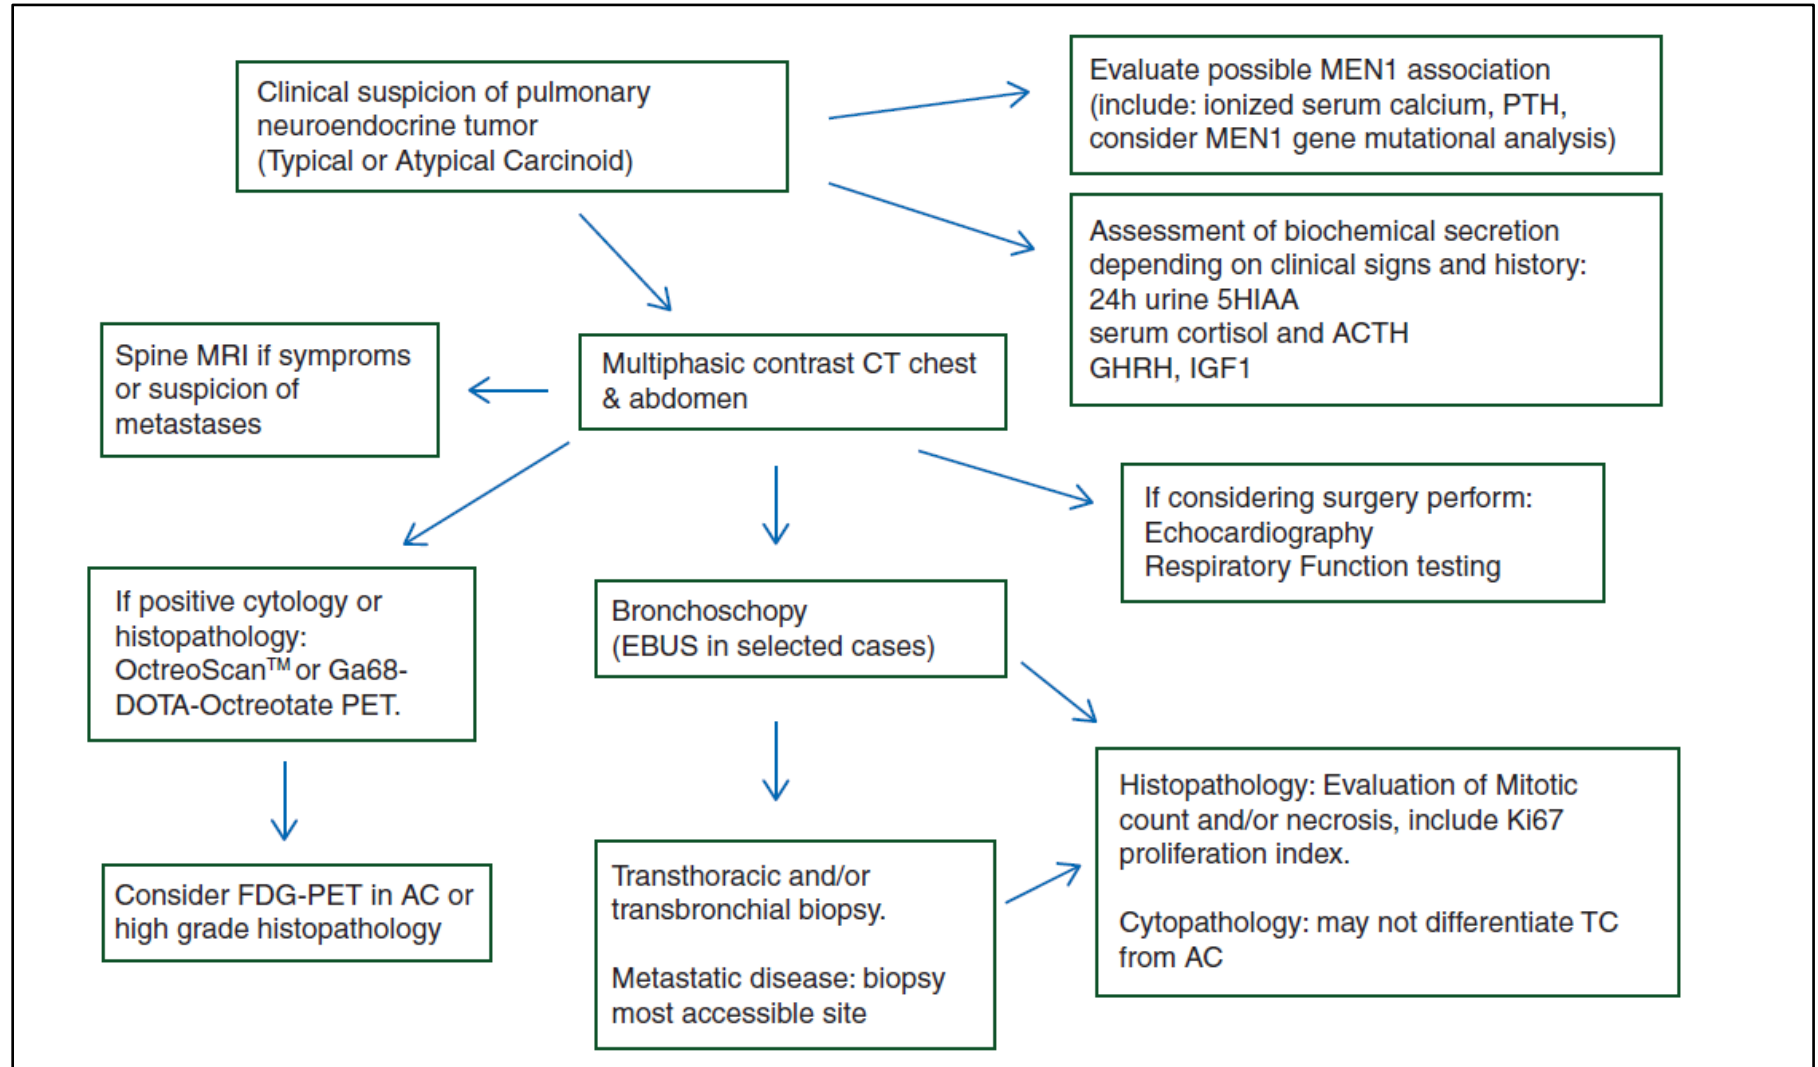 Clinical suspicion of pulmonary
neuroendocrine tumor
(Typical or Atypical Carcinoid)
Evaluate possible MEN1 association
(include: ionized serum calcium, PTH,
consider MEN1 gene mutational analysis)
Assessment of biochemical secretion
depending on clinical signs and history:
24h urine 5HIAA
serum cortisol and ACTH
GHRH, IGF1
Spine MRI if symproms
or suspicion of
metastases
Multiphasic contrast CT chest
& abdomen
If considering surgery perform:
Echocardiography
Respiratory Function testing
If positive cytology or
histopathology:
OctreoScan™ or Ga68-
DOTA-Octreotate PET.
Bronchoschopy
(EBUS in selected cases)
Histopathology: Evaluation of Mitotic
count and/or necrosis, include Ki67
proliferation index.
Cytopathology: may not differentiate TC
from AC
Consider FDG-PET in AC or
high grade histopathology
Transthoracic and/or
transbronchial biopsy.
Metastatic disease: biopsy
most accessible site